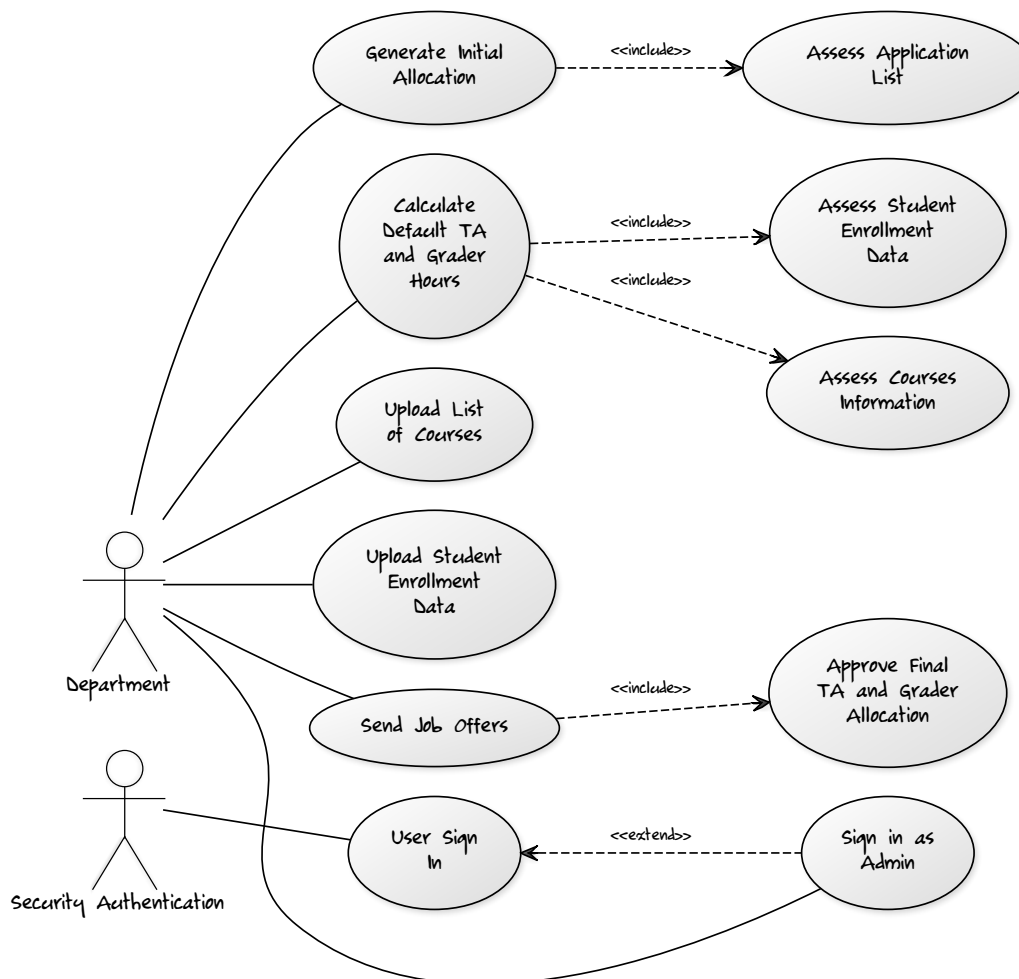 Generate Initial
Allocation
<<include>>
Assess Application
List
Calculate
Default TA
and Grader
Hours
<<include>>
Assess Student
Enrollment
Data
<<include>>
Assess Courses
Information
Upload List
of Courses
Upload Student
Enrollment
Data
Department
Send Job Offers
<<include>>
Approve Final
TA and Grader
Allocation
User Sign
In
<<extend>>
Sign in as
Admin
Security Authentication